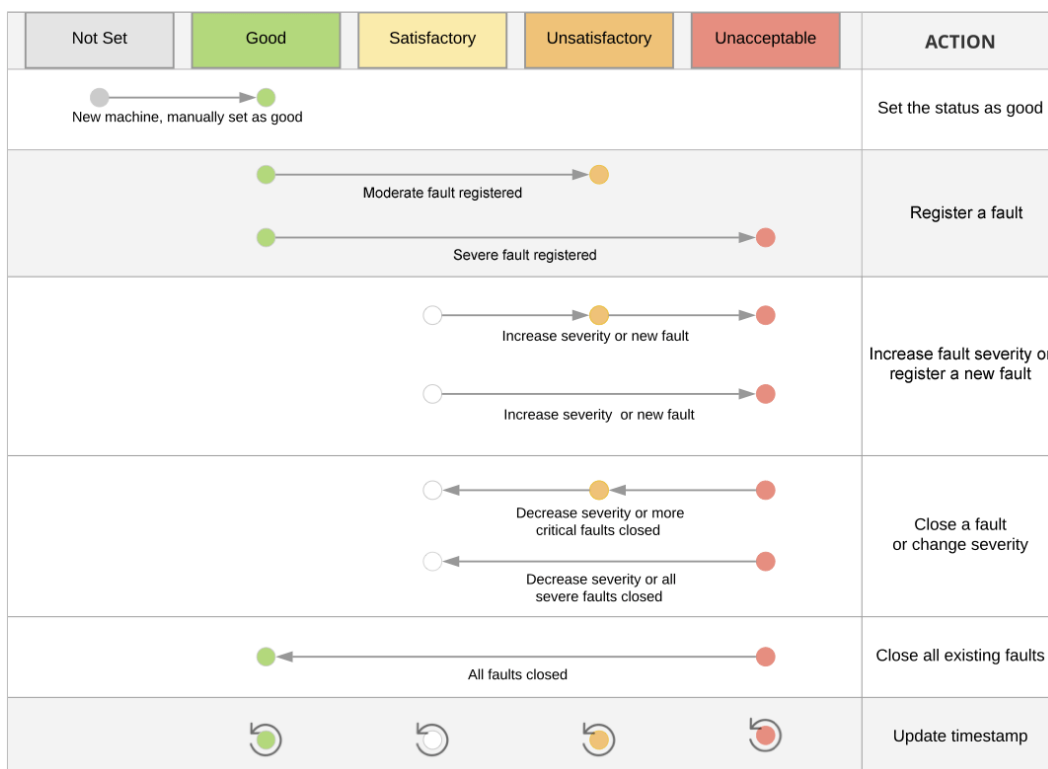 Not Set
Good
Satisfactory
Unsatisfactory
Unacceptable
ACTION
New machine, manually set as good
Set the status as good
Moderate fault registered
Severe fault registered
Register a fault
Increase severity or new fault
Increase severity or new fault
Increase fault severity or
register a new fault
Decrease severity or more
critical faults closed
Decrease severity or all
severe faults closed
Close a fault
or change severity
All faults closed
Close all existing faults
Update timestamp